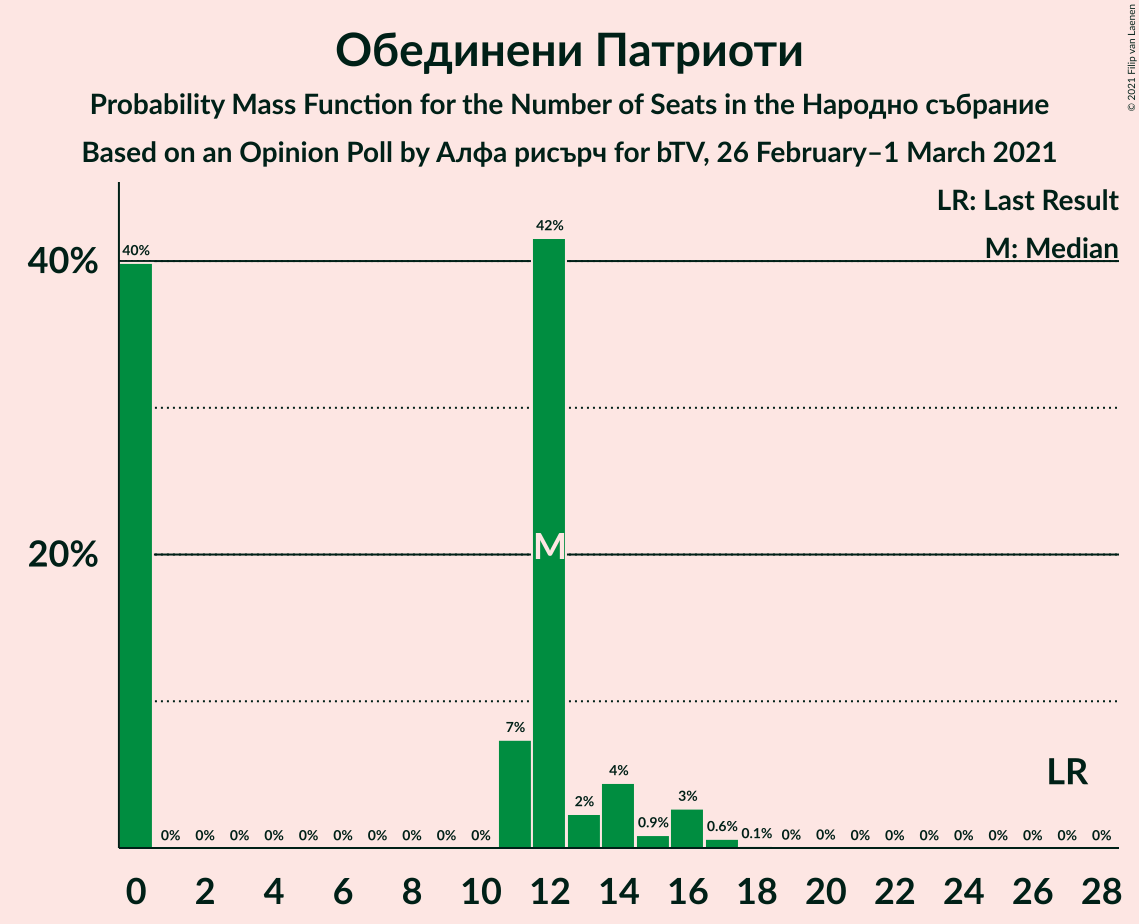 Обединени Патриоти
Probability Mass Function for the Number of Seats in the Народно събрание
Based on an Opinion Poll by Алфа рисърч for bTV, 26 February–1 March 2021
© 2021 Filip van Laenen
LR: Last Result
M: Median
40%
20%
40% 0% 0% 0% 0% 0% 0% 0% 0% 0% 0% 7% 42% 2% 4% 0.9% 3% 0.6% 0.1% 0% 0% 0% 0% 0% 0% 0% 0% 0% 0%
M
LR
0 2 4 6 8 10 12 14 16 18 20 22 24 26 28